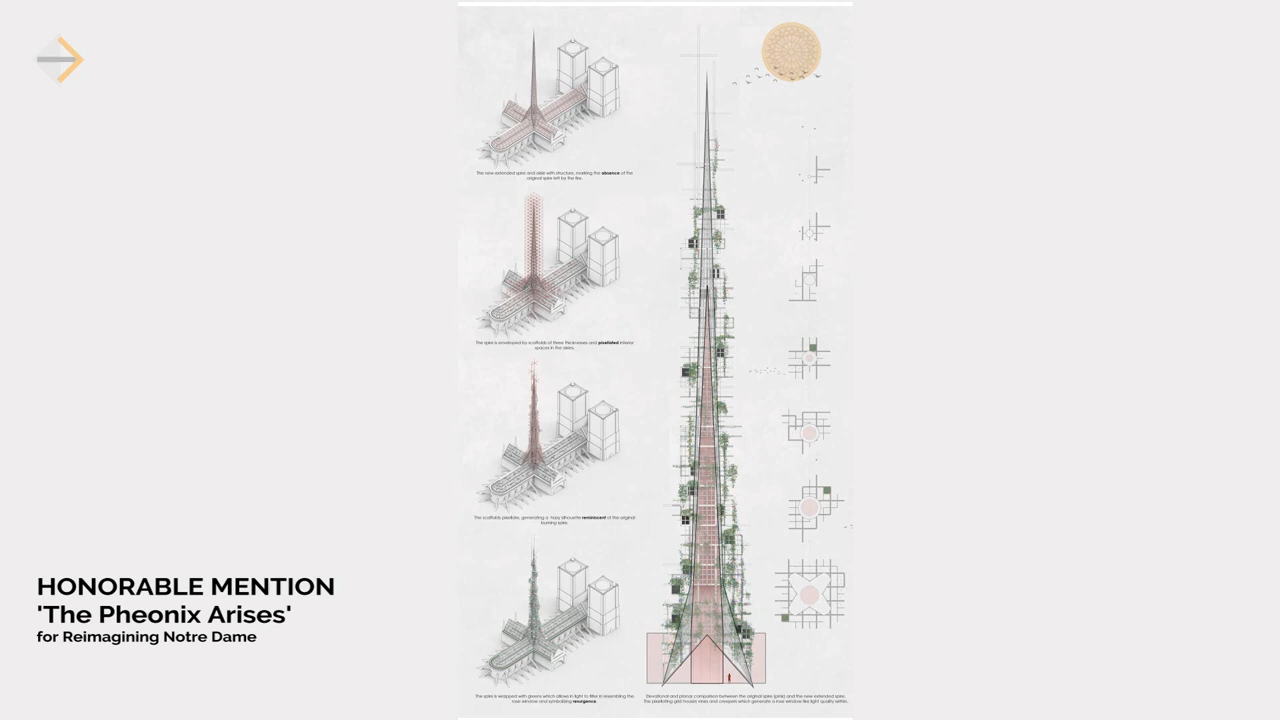 The new extended spire and aisle with structure, marking the absence of the
original spire left by the fire.
The spire is enveloped by scaffolds of three thicknesses and pixellated interior
spaces in the aisles.
The scaffolds pixellate, generating a hazy silhouette reminiscent of the original
burning spire.
The spire is wrapped with greens which allows in light to filter in resembling the
rose window and symbolizing resurgence.
Elevational and planar comparison between the original spire (pink) and the new extended spire.
The pixellating grid houses vines and creepers which generate a rose window like light quality within.
HONORABLE MENTION
'The Pheonix Arises'
for Reimagining Notre Dame